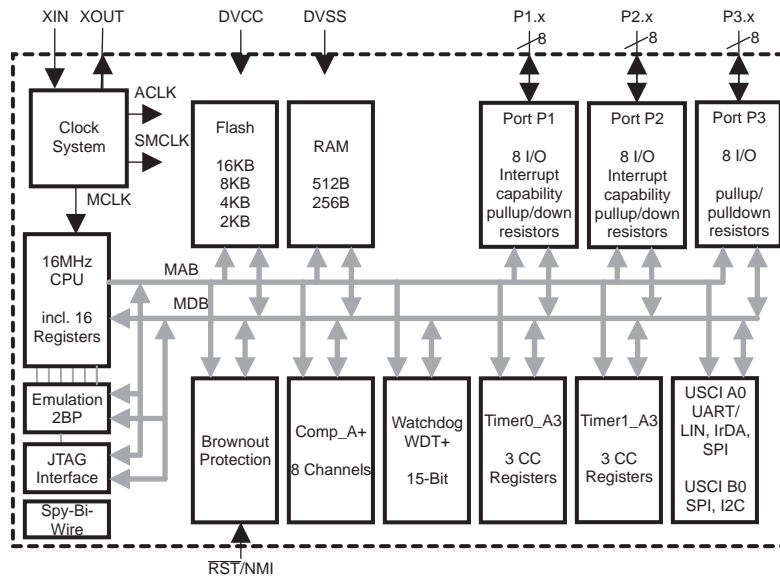 XIN
XOUT
DVCC
DVSS
P1.x
8
P2.x
8
P3.x
8
Clock
System
ACLK
SMCLK
MCLK
Flash
16KB
8KB
4KB
2KB
RAM
512B
256B
Port P1
8 I/O
Interrupt
capability
pullup/down
resistors
Port P2
8 I/O
Interrupt
capability
pullup/down
resistors
Port P3
8 I/O
pullup/
pulldown
resistors
16MHz
CPU
incl. 16
Registers
MAB
MDB
Emulation
2BP
JTAG
Interface
Spy-Bi-
Wire
Brownout
Protection
Comp_A+
8 Channels
Watchdog
WDT+
15-Bit
Timer0_A3
3 CC
Registers
Timer1_A3
3 CC
Registers
USCI A0
UART/
LIN, IrDA,
SPI
USCI B0
SPI, I2C
RST/NMI